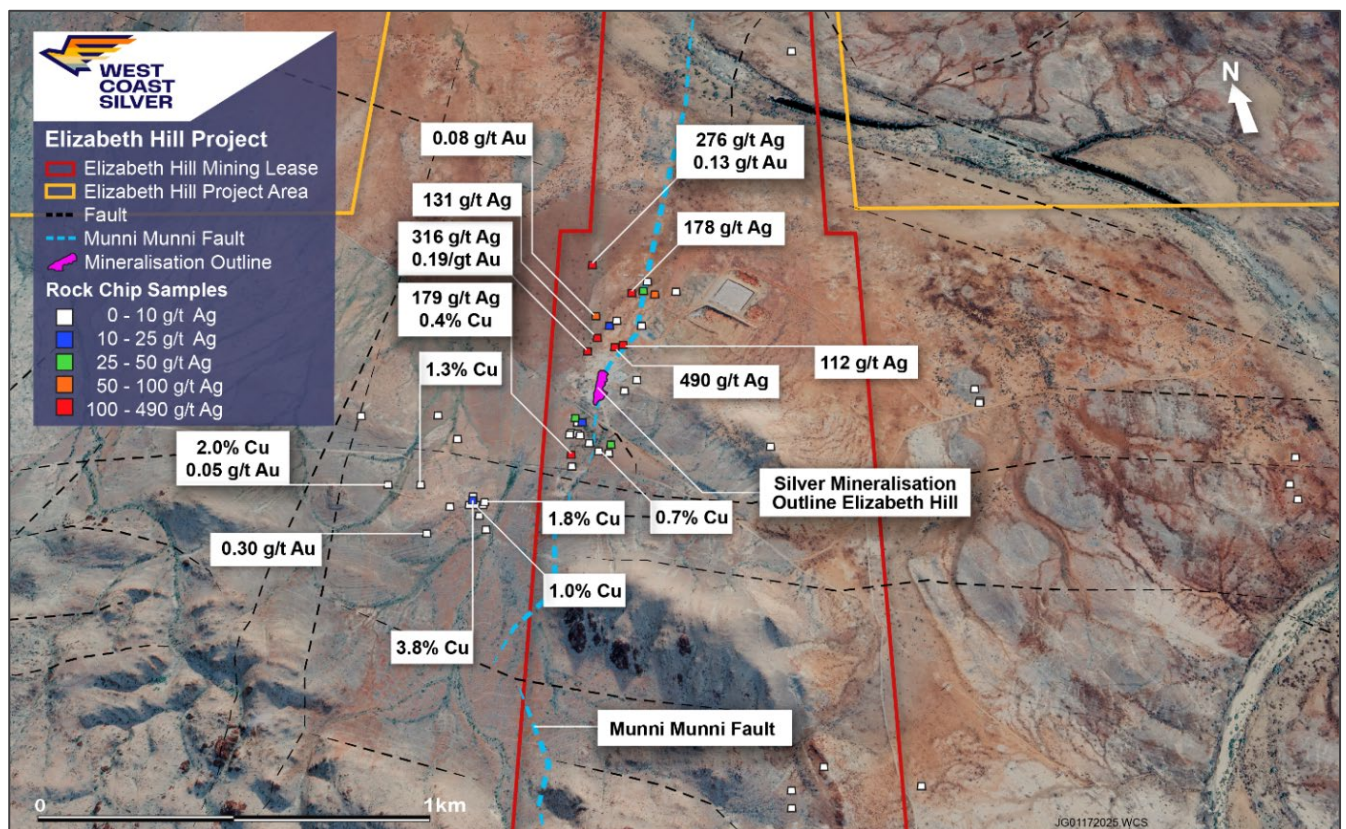 WEST
COAST
SILVER
Elizabeth Hill Project
Elizabeth Hill Mining Lease
Elizabeth Hill Project Area
Fault
Munni Munni Fault
Mineralisation Outline
Rock Chip Samples
0 - 10 g/t Ag
10 - 25 g/t Ag
25 - 50 g/t Ag
50 - 100 g/t Ag
100 - 490 g/t Ag
N
0.08 g/t Au
276 g/t Ag
0.13 g/t Au
131 g/t Ag
178 g/t Ag
316 g/t Ag
0.19/gt Au
179 g/t Ag
0.4% Cu
112 g/t Ag
1.3% Cu
490 g/t Ag
2.0% Cu
0.05 g/t Au
Silver Mineralisation
Outline Elizabeth Hill
1.8% Cu
0.7% Cu
0.30 g/t Au
1.0% Cu
3.8% Cu
Munni Munni Fault
0
1km
JG01172025 WCS